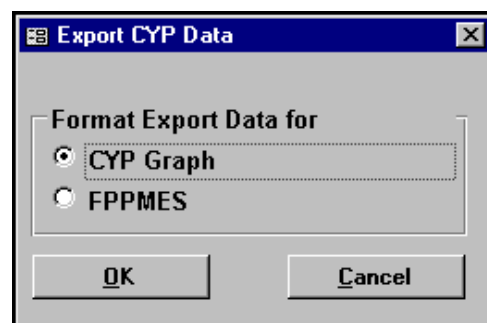 Export CYP Data
Format Export Data for
CYP Graph
FPPMES
OK
Cancel